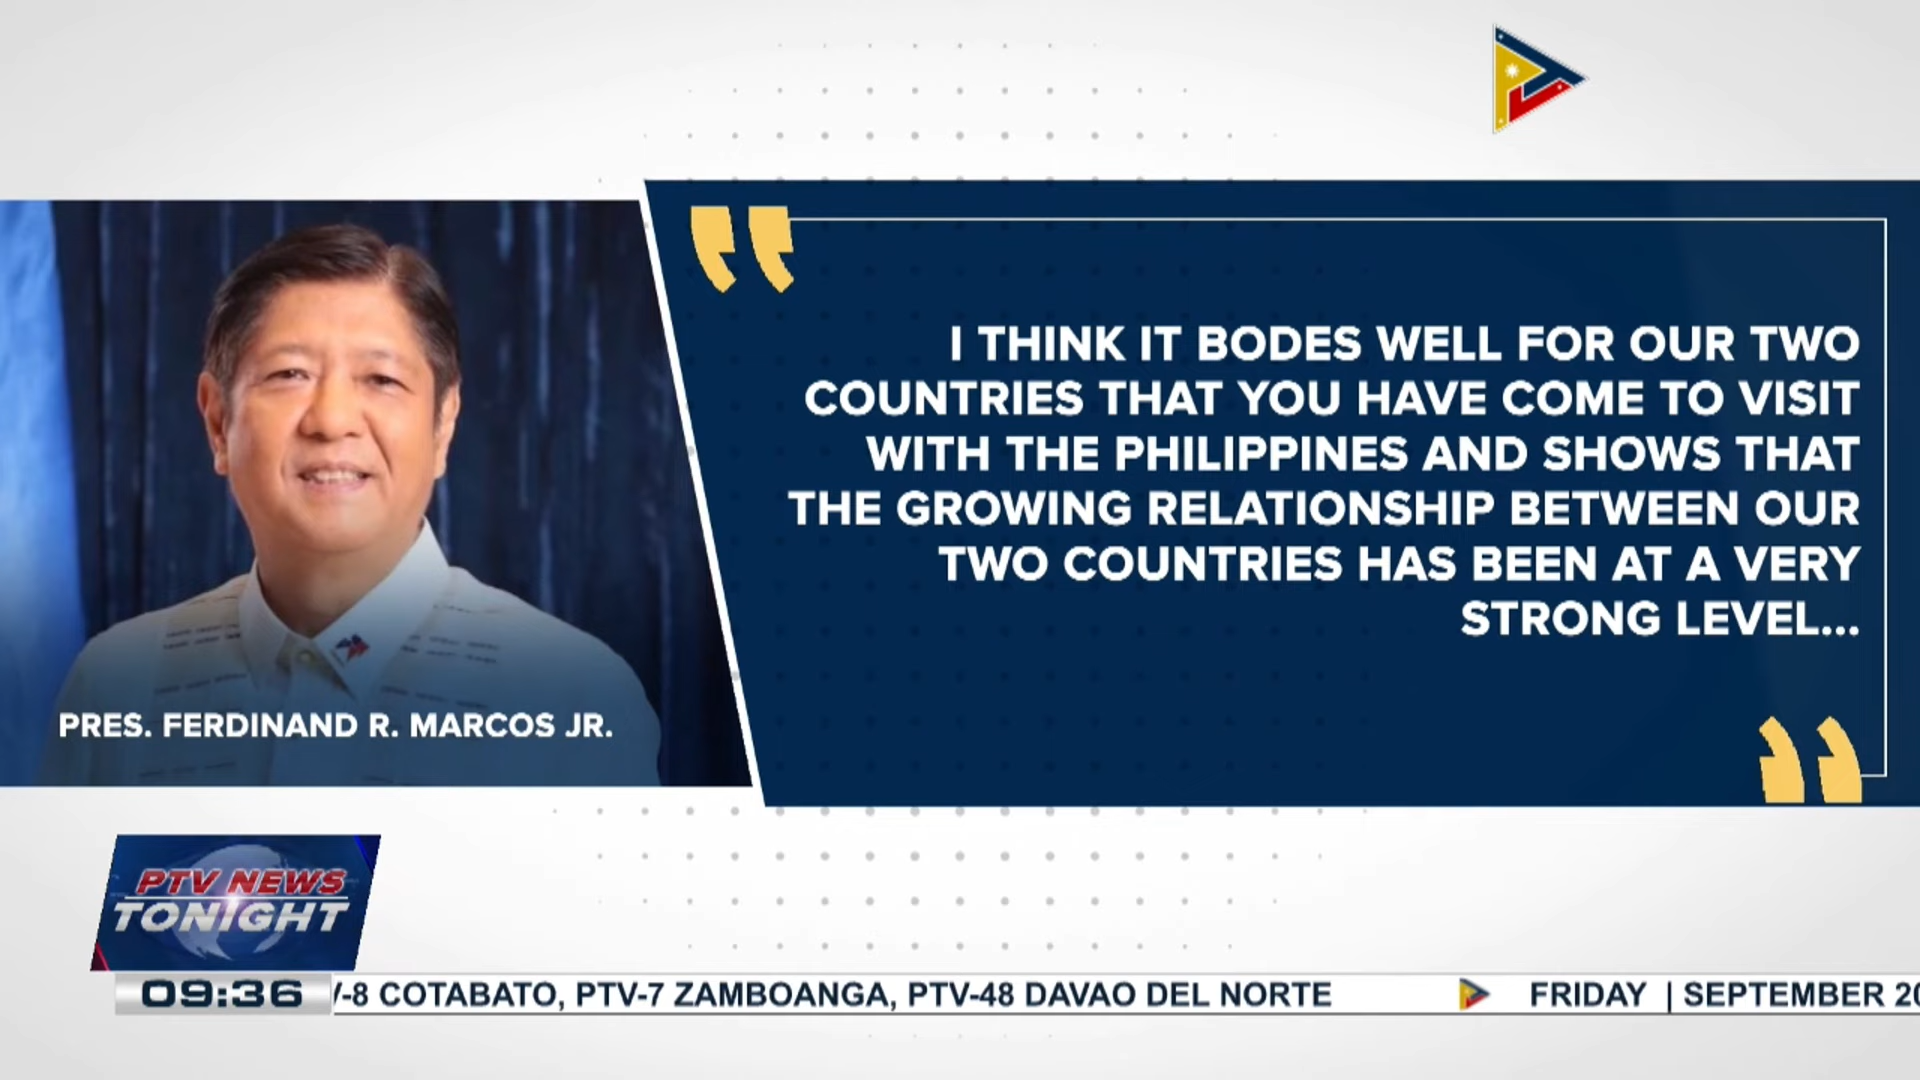 I THINK IT BODES WELL FOR OUR TWO
COUNTRIES THAT YOU HAVE COME TO VISIT
WITH THE PHILIPPINES AND SHOWS THAT
THE GROWING RELATIONSHIP BETWEEN OUR
TWO COUNTRIES HAS BEEN AT A VERY
STRONG LEVEL...
PRES. FERDINAND R. MARCOS JR.
PTV NEWS
TONIGHT
09:36
-8 COTABATO, PTV-7 ZAMBOANGA, PTV-48 DAVAO DEL NORTE FRIDAY | SEPTEMBER 20